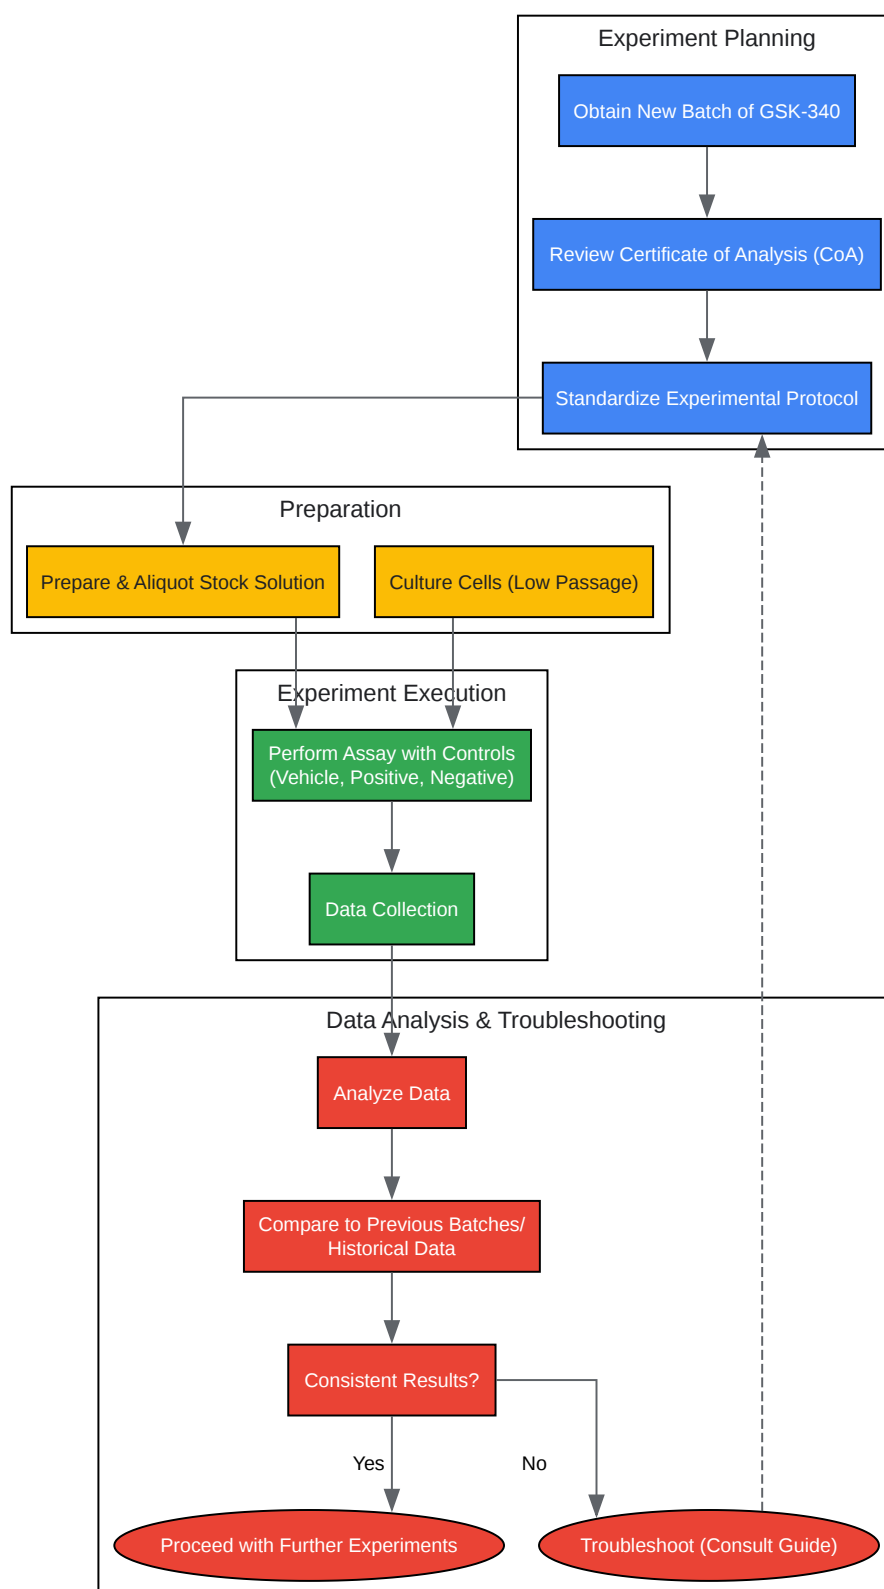 Experiment Planning
Obtain New Batch of GSK-340
Review Certificate of Analysis (CoA)
Standardize Experimental Protocol
Preparation
Prepare & Aliquot Stock Solution
Culture Cells (Low Passage)
Experiment Execution
Perform Assay with Controls
(Vehicle, Positive, Negative)
Data Collection
Data Analysis & Troubleshooting
Analyze Data
Compare to Previous Batches/
Historical Data
Consistent Results?
Yes
No
Proceed with Further Experiments
Troubleshoot (Consult Guide)